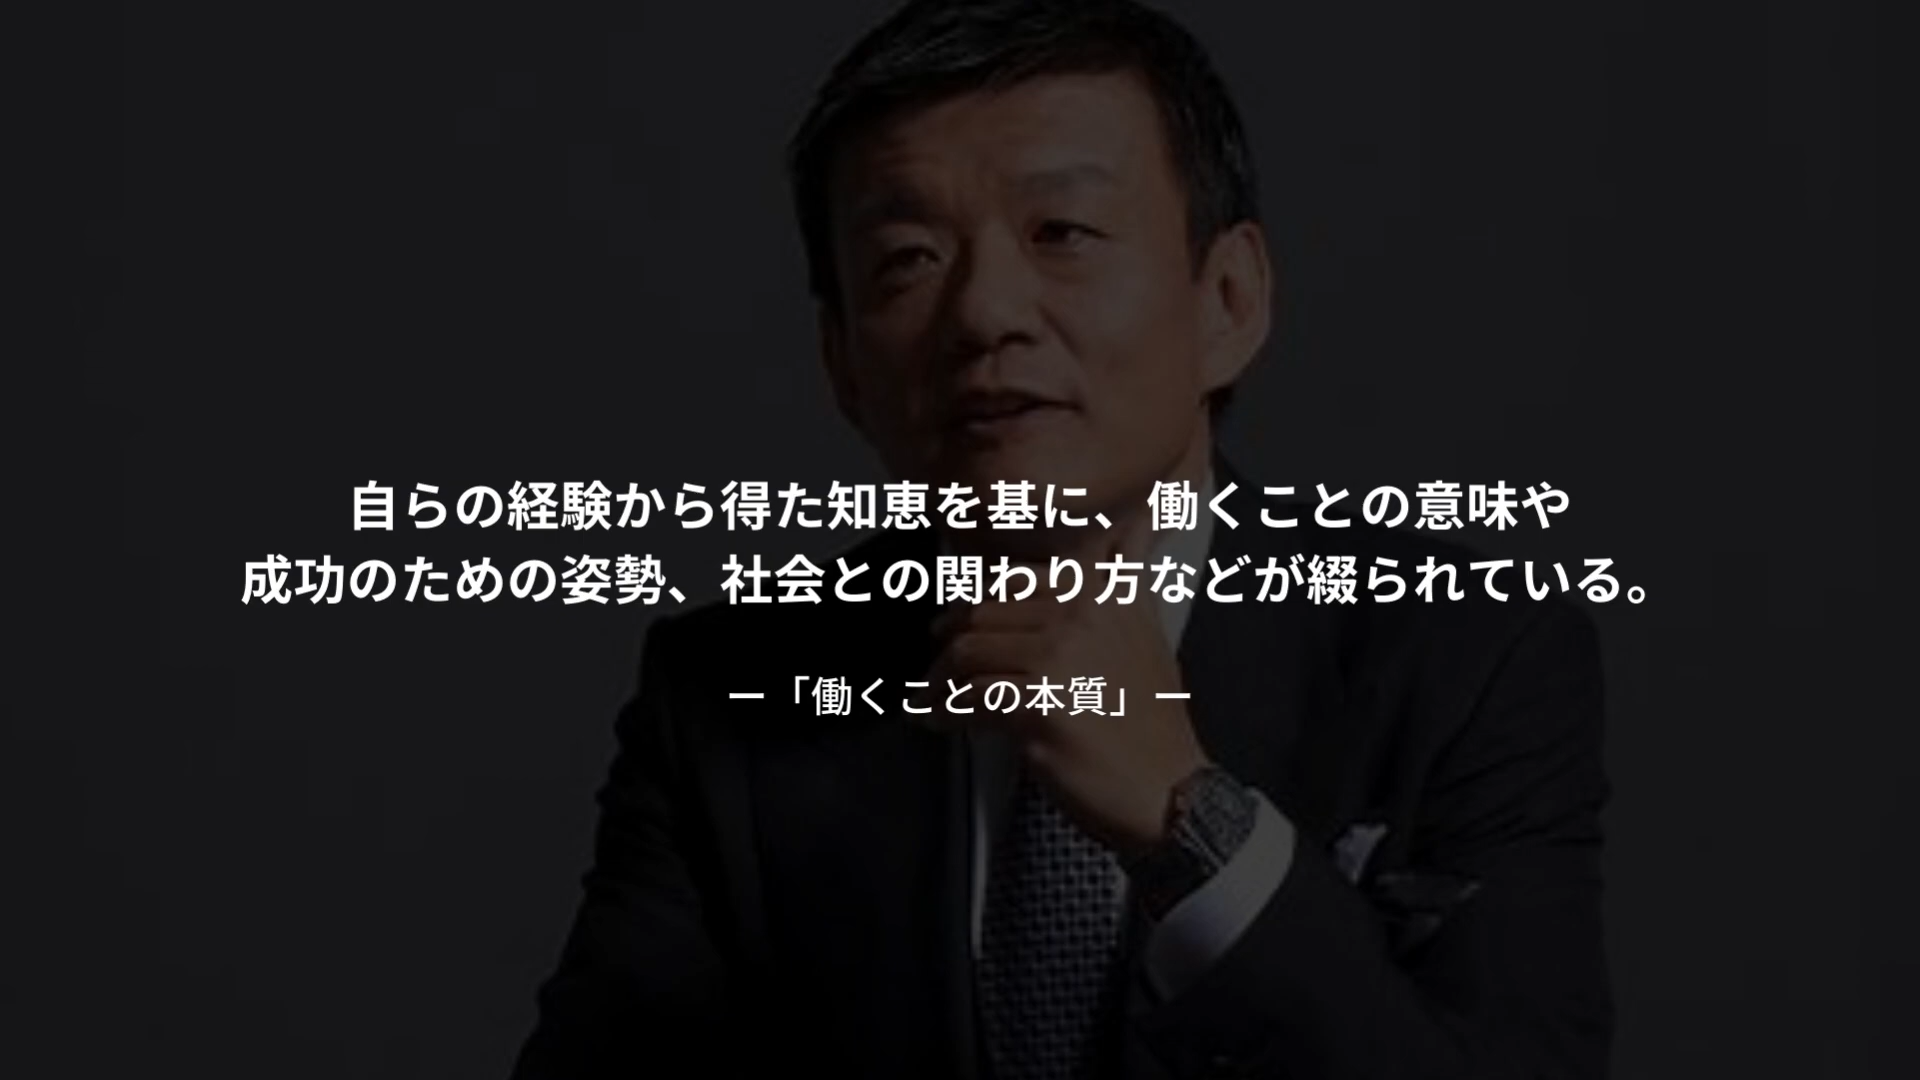 自らの経験から得た知恵を基に、働くことの意味や
成功のための姿勢、社会との関わり方などが綴られている。
ー「働くことの本質」ー